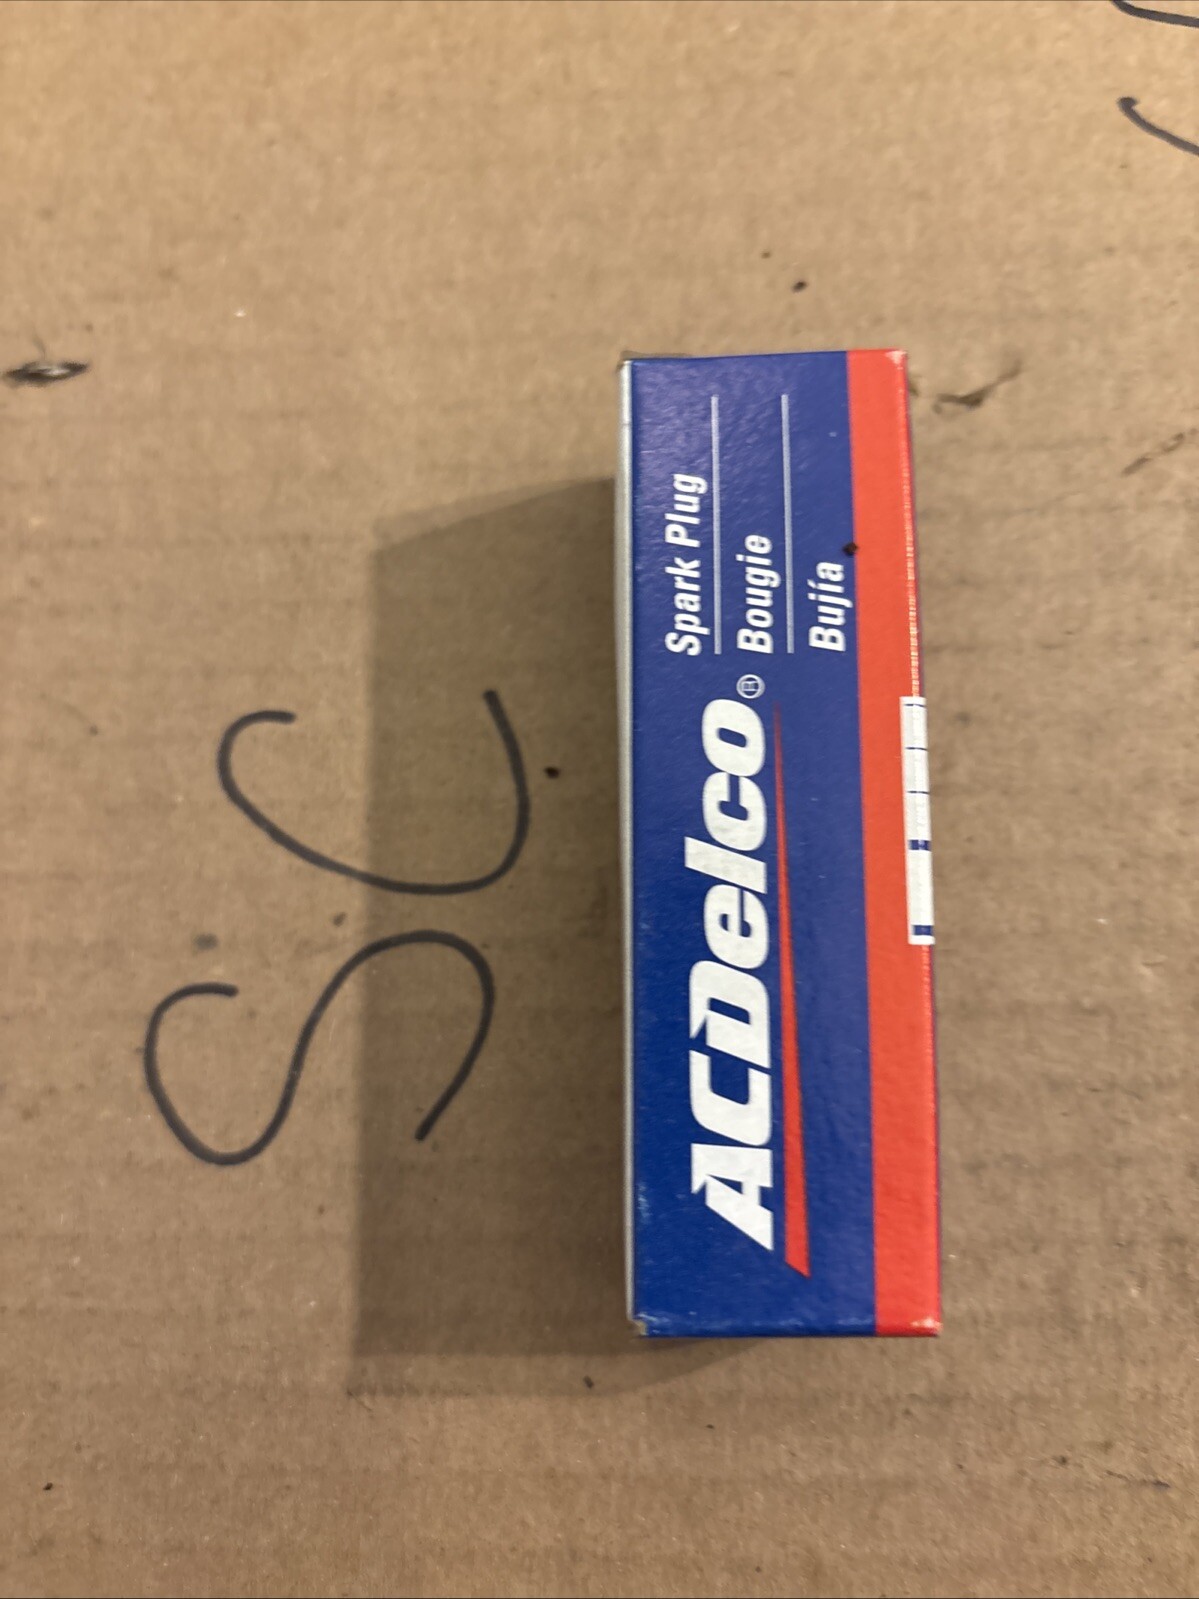 SC
ACDelco®
Spark Plug
Bougie
Bujía